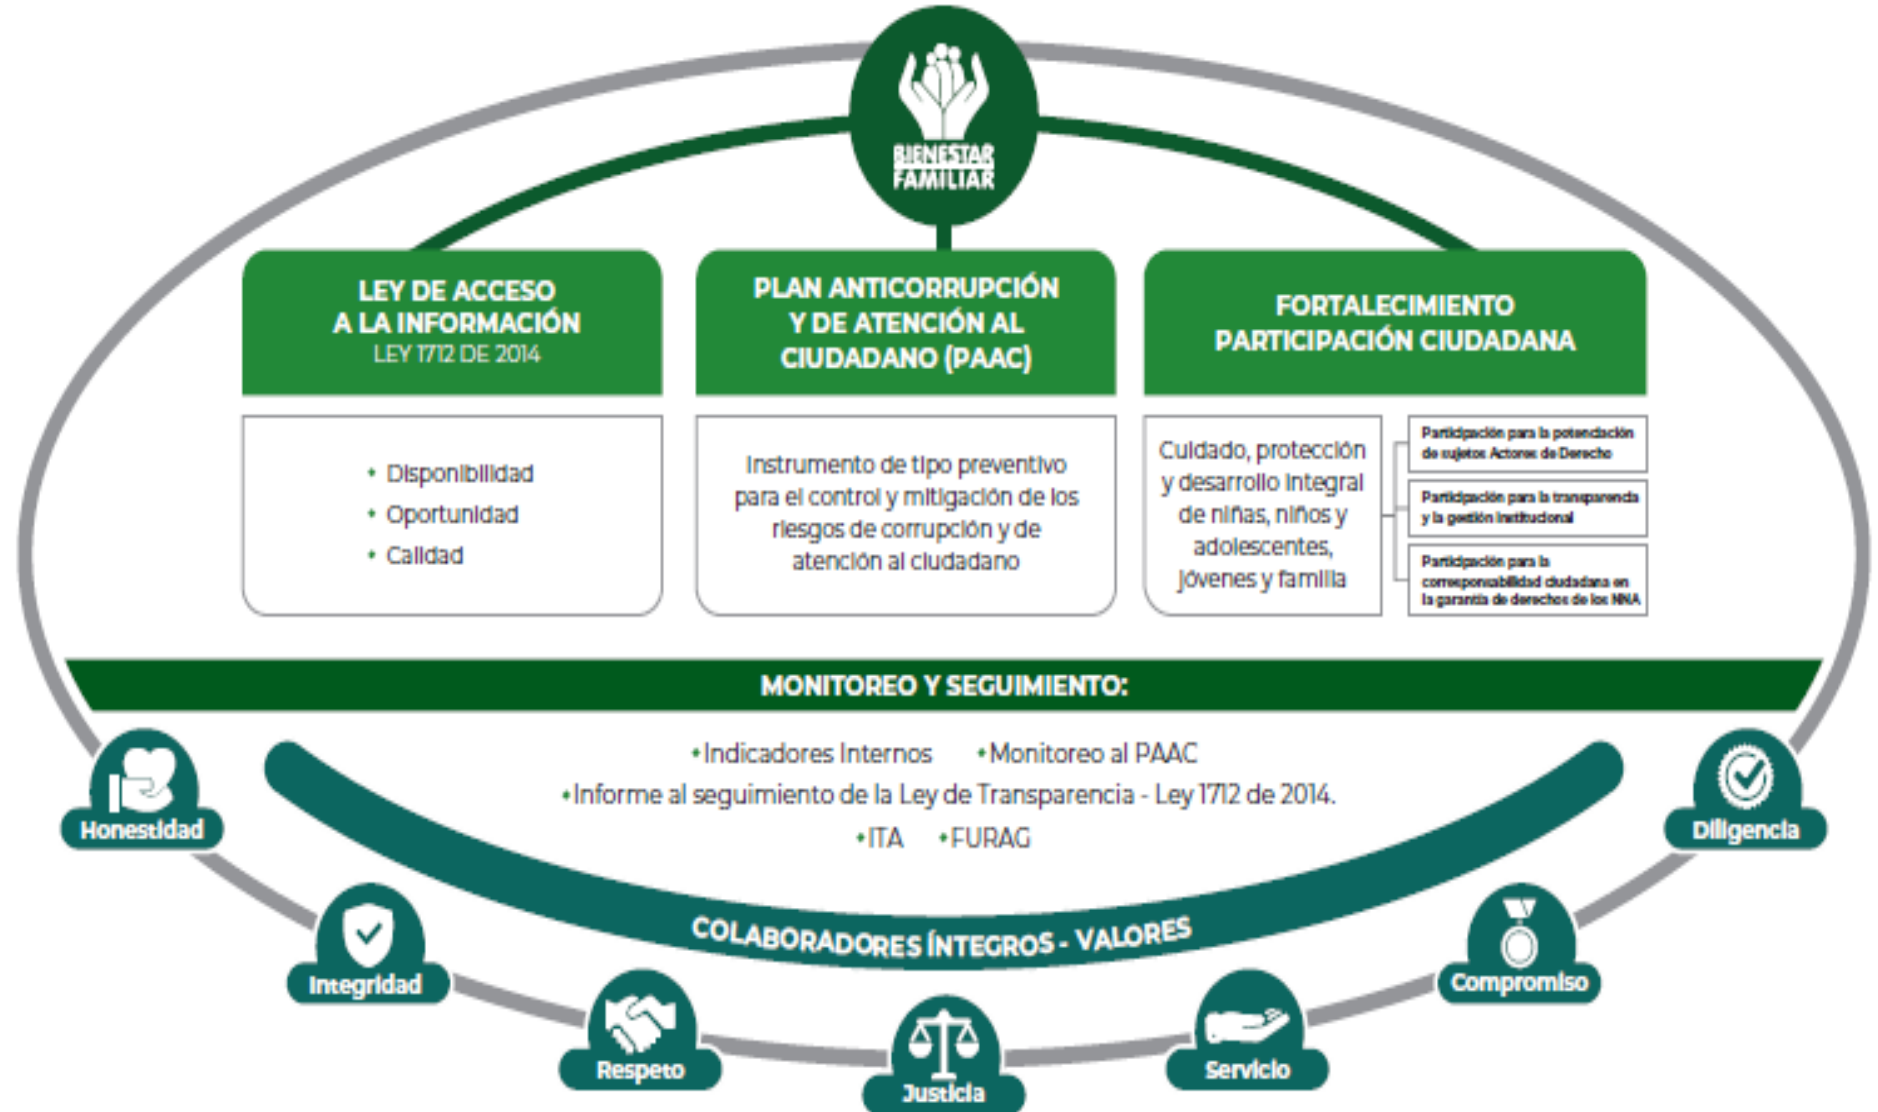 BIENESTAR
FAMILIAR
LEY DE ACCESO
A LA INFORMACIÓN
LEY 1712 DE 2014
• Disponibilidad
• Oportunidad
• Calidad
PLAN ANTICORRUPCIÓN
Y DE ATENCIÓN AL
CIUDADANO (PAAC)
Instrumento de tipo preventivo
para el control y mitigación de los
riesgos de corrupción y de
atención al ciudadano
FORTALECIMIENTO
PARTICIPACIÓN CIUDADANA
Cuidado, protección
y desarrollo integral
de niñas, niños y
adolescentes,
jóvenes y familia
Participación para la potenciación
de sujetos Actores de Derecho
Participación para la transparencia
y la gestión institucional
Participación para la
corresponsabilidad ciudadana en
la garantía de derechos de los NNA
MONITOREO Y SEGUIMIENTO:
•Indicadores Internos •Monitoreo al PAAC
•Informe al seguimiento de la Ley de Transparencia - Ley 1712 de 2014.
•ITA •FURAG
COLABORADORES ÍNTEGROS - VALORES
Honestidad
Integridad
Respeto
Justicia
Servicio
Compromiso
Diligencia